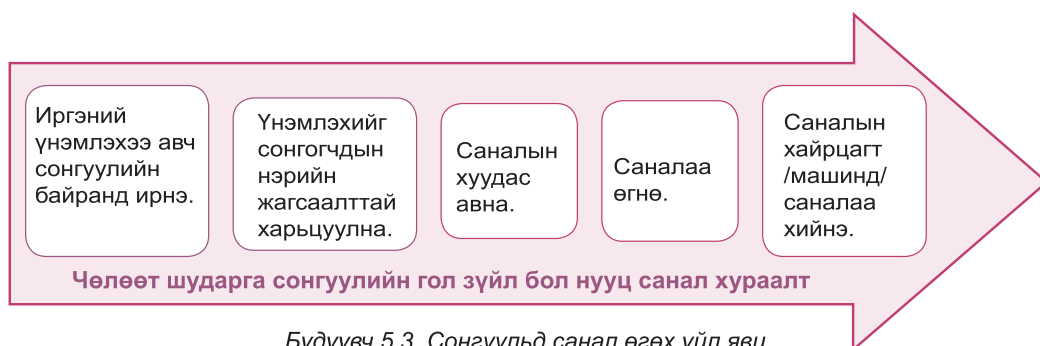 Иргэний
үнэмлэхээ авч
сонгуулийн
байранд ирнэ.
Үнэмлэхийг
сонгогчдын
нэрийн
жагсаалттай
харьцуулна.
Саналын
хуудас
авна.
Саналаа
өгнө.
Саналын
хайрцагт
/машинд/
саналаа
хийнэ.
Чөлөөт шударга сонгуулийн гол зүйл бол нууц санал хураалт
Бүдүүвч 5.3. Сонгуульд санал өгөх үйл явц